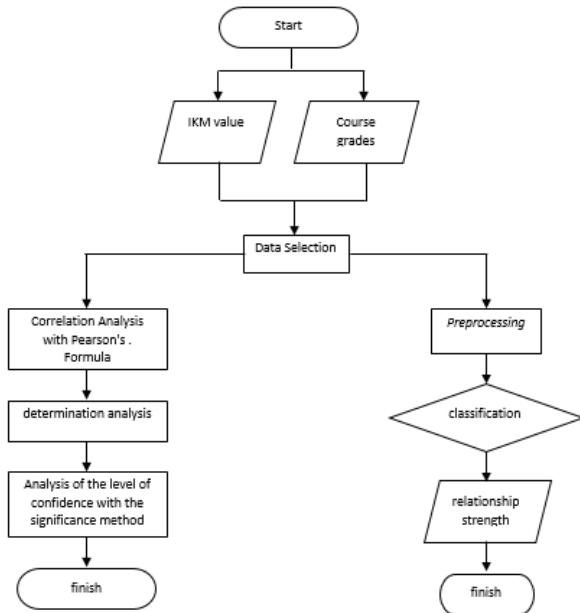 Start
IKM value
Course
grades
Data Selection
Correlation Analysis
with Pearson's .
Formula
determination analysis
Analysis of the level of
confidence with the
significance method
finish
Preprocessing
classification
relationship
strength
finish